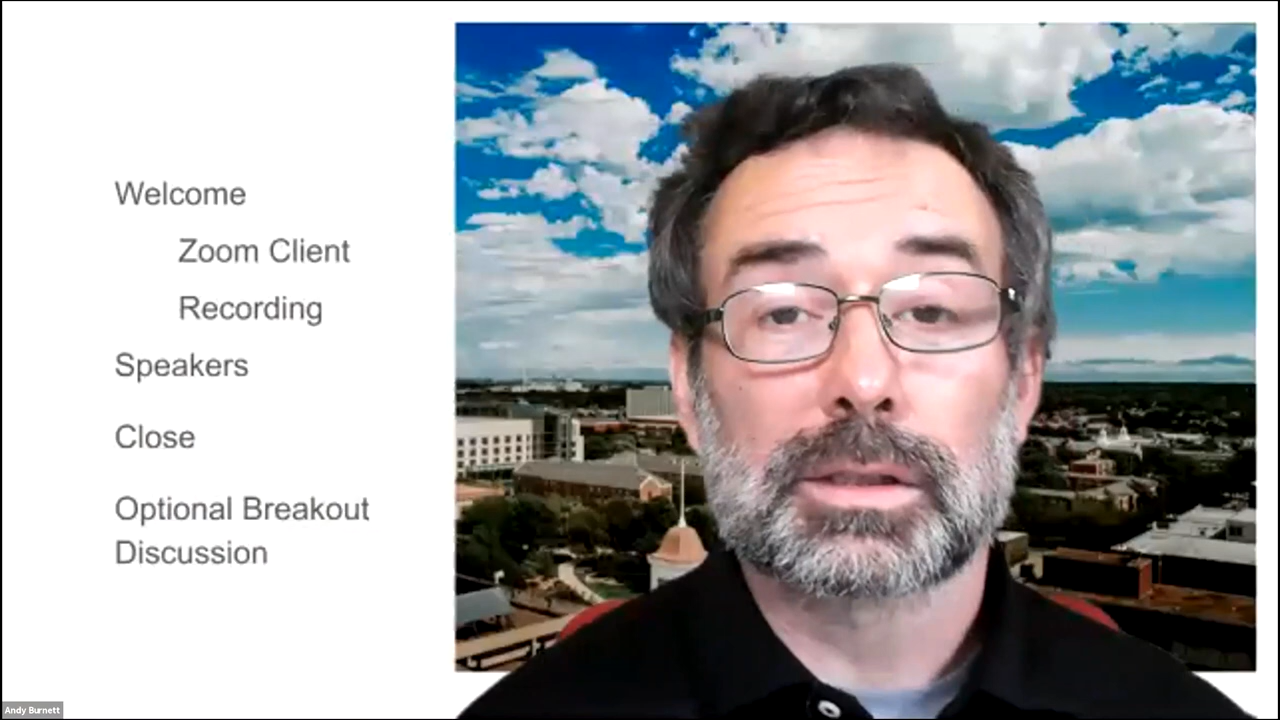 Welcome
Zoom Client
Recording
Speakers
Close
Optional Breakout
Discussion
Andy Burnett